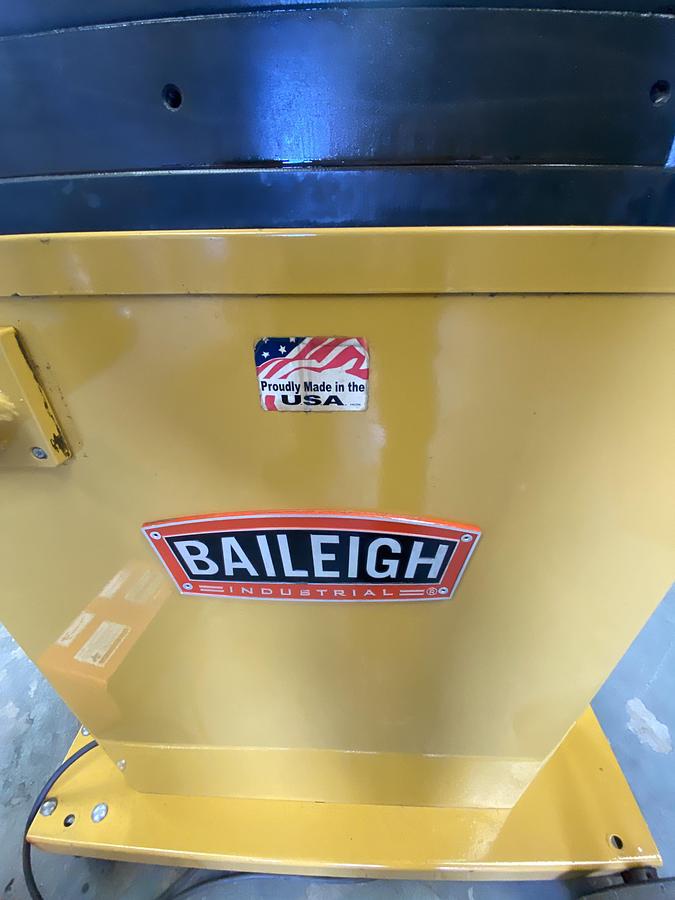 Proudly Made in the
USA
BAILEIGH
INDUSTRIAL ®